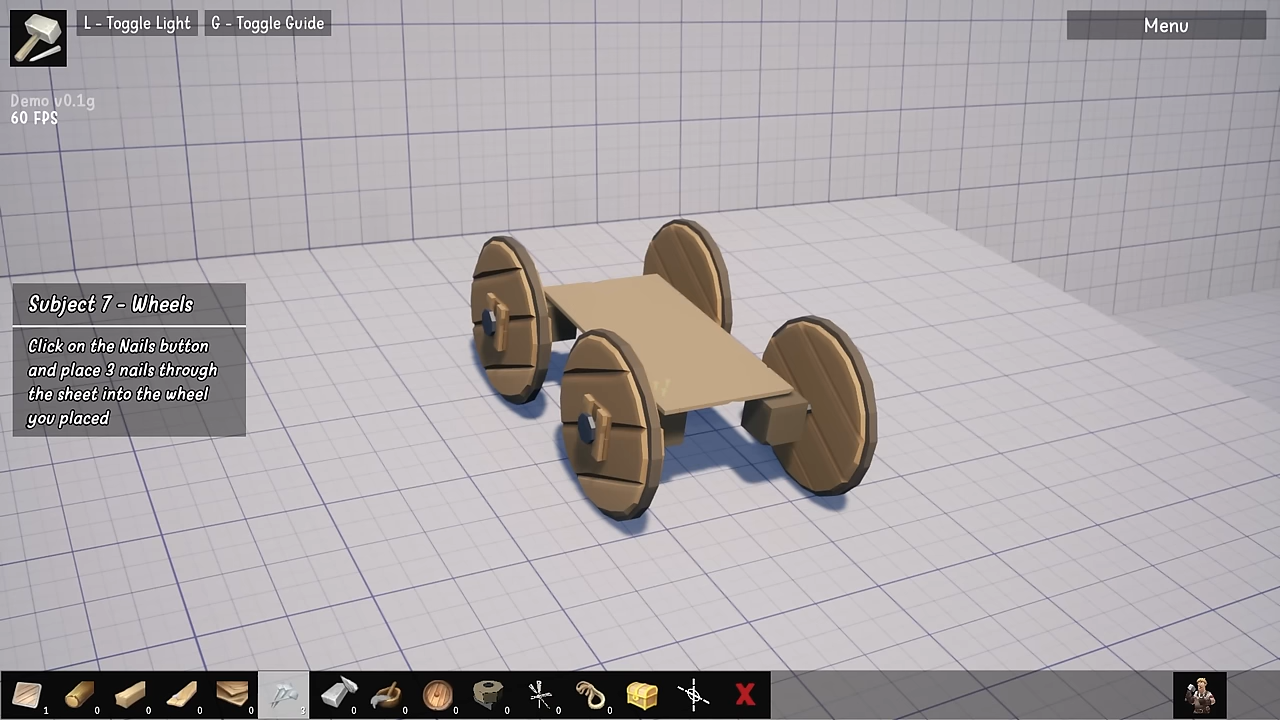 L - Toggle Light
G - Toggle Guide
Menu
Demo v0.1g
60 FPS
Subject 7 - Wheels
Click on the Nails button
and place 3 nails through
the sheet into the wheel
you placed
1 0 0 0 0 3 0 0 0 0 0 0